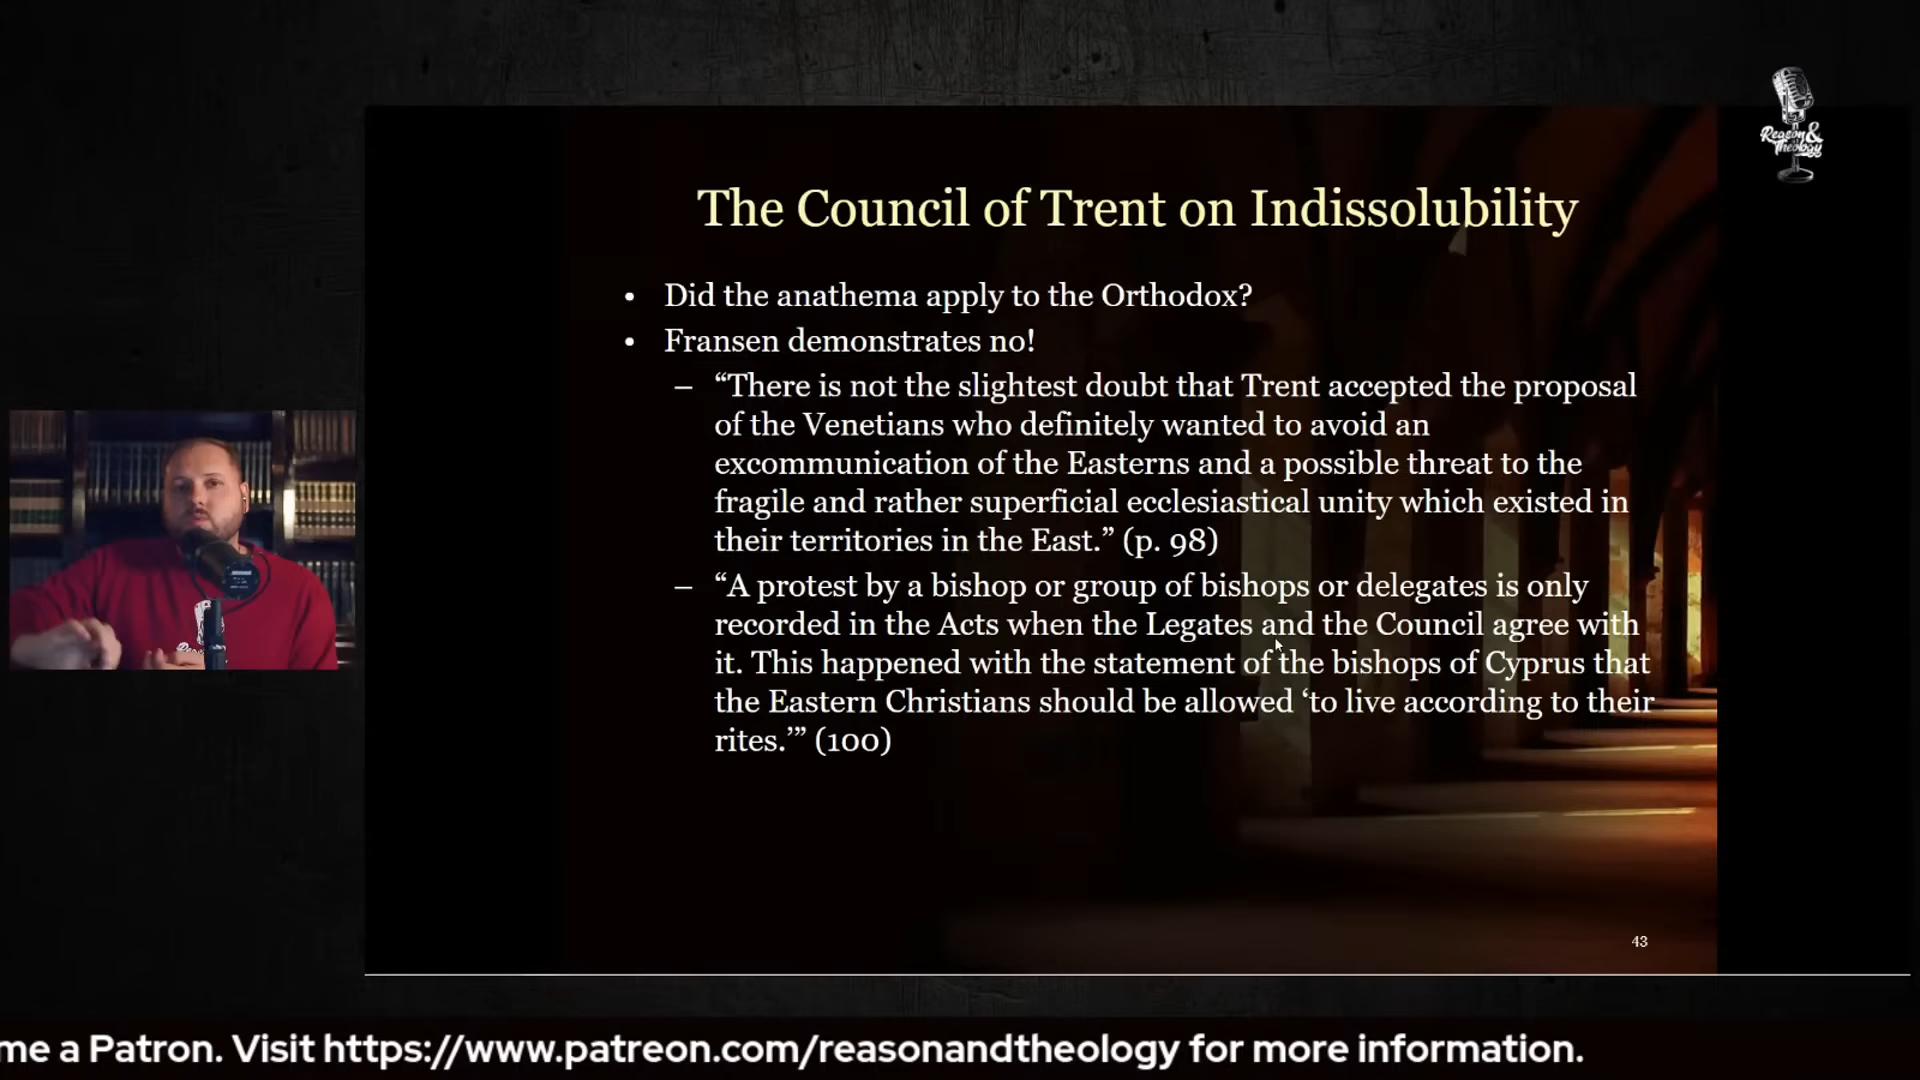 Reason &
Theology
The Council of Trent on Indissolubility
• Did the anathema apply to the Orthodox?
• Fransen demonstrates no!
– “There is not the slightest doubt that Trent accepted the proposal
of the Venetians who definitely wanted to avoid an
excommunication of the Easterns and a possible threat to the
fragile and rather superficial ecclesiastical unity which existed in
their territories in the East.” (p. 98)
– “A protest by a bishop or group of bishops or delegates is only
recorded in the Acts when the Legates and the Council agree with
it. This happened with the statement of the bishops of Cyprus that
the Eastern Christians should be allowed ‘to live according to their
rites.’” (100)
43
me a Patron. Visit https://www.patreon.com/reasonandtheology for more information.